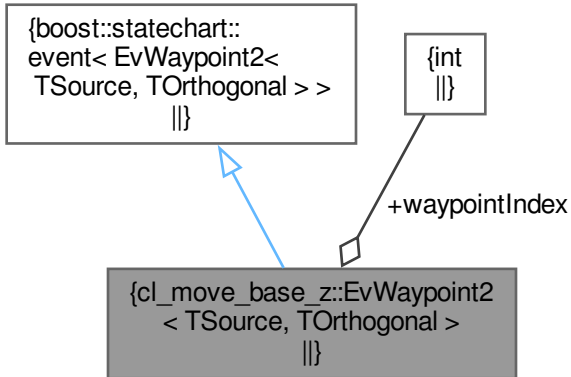 {boost::statechart::
event< EvWaypoint2<
TSource, TOrthogonal > >
||}
{int
||}
+waypointIndex
{cl_move_base_z::EvWaypoint2
< TSource, TOrthogonal >
||}